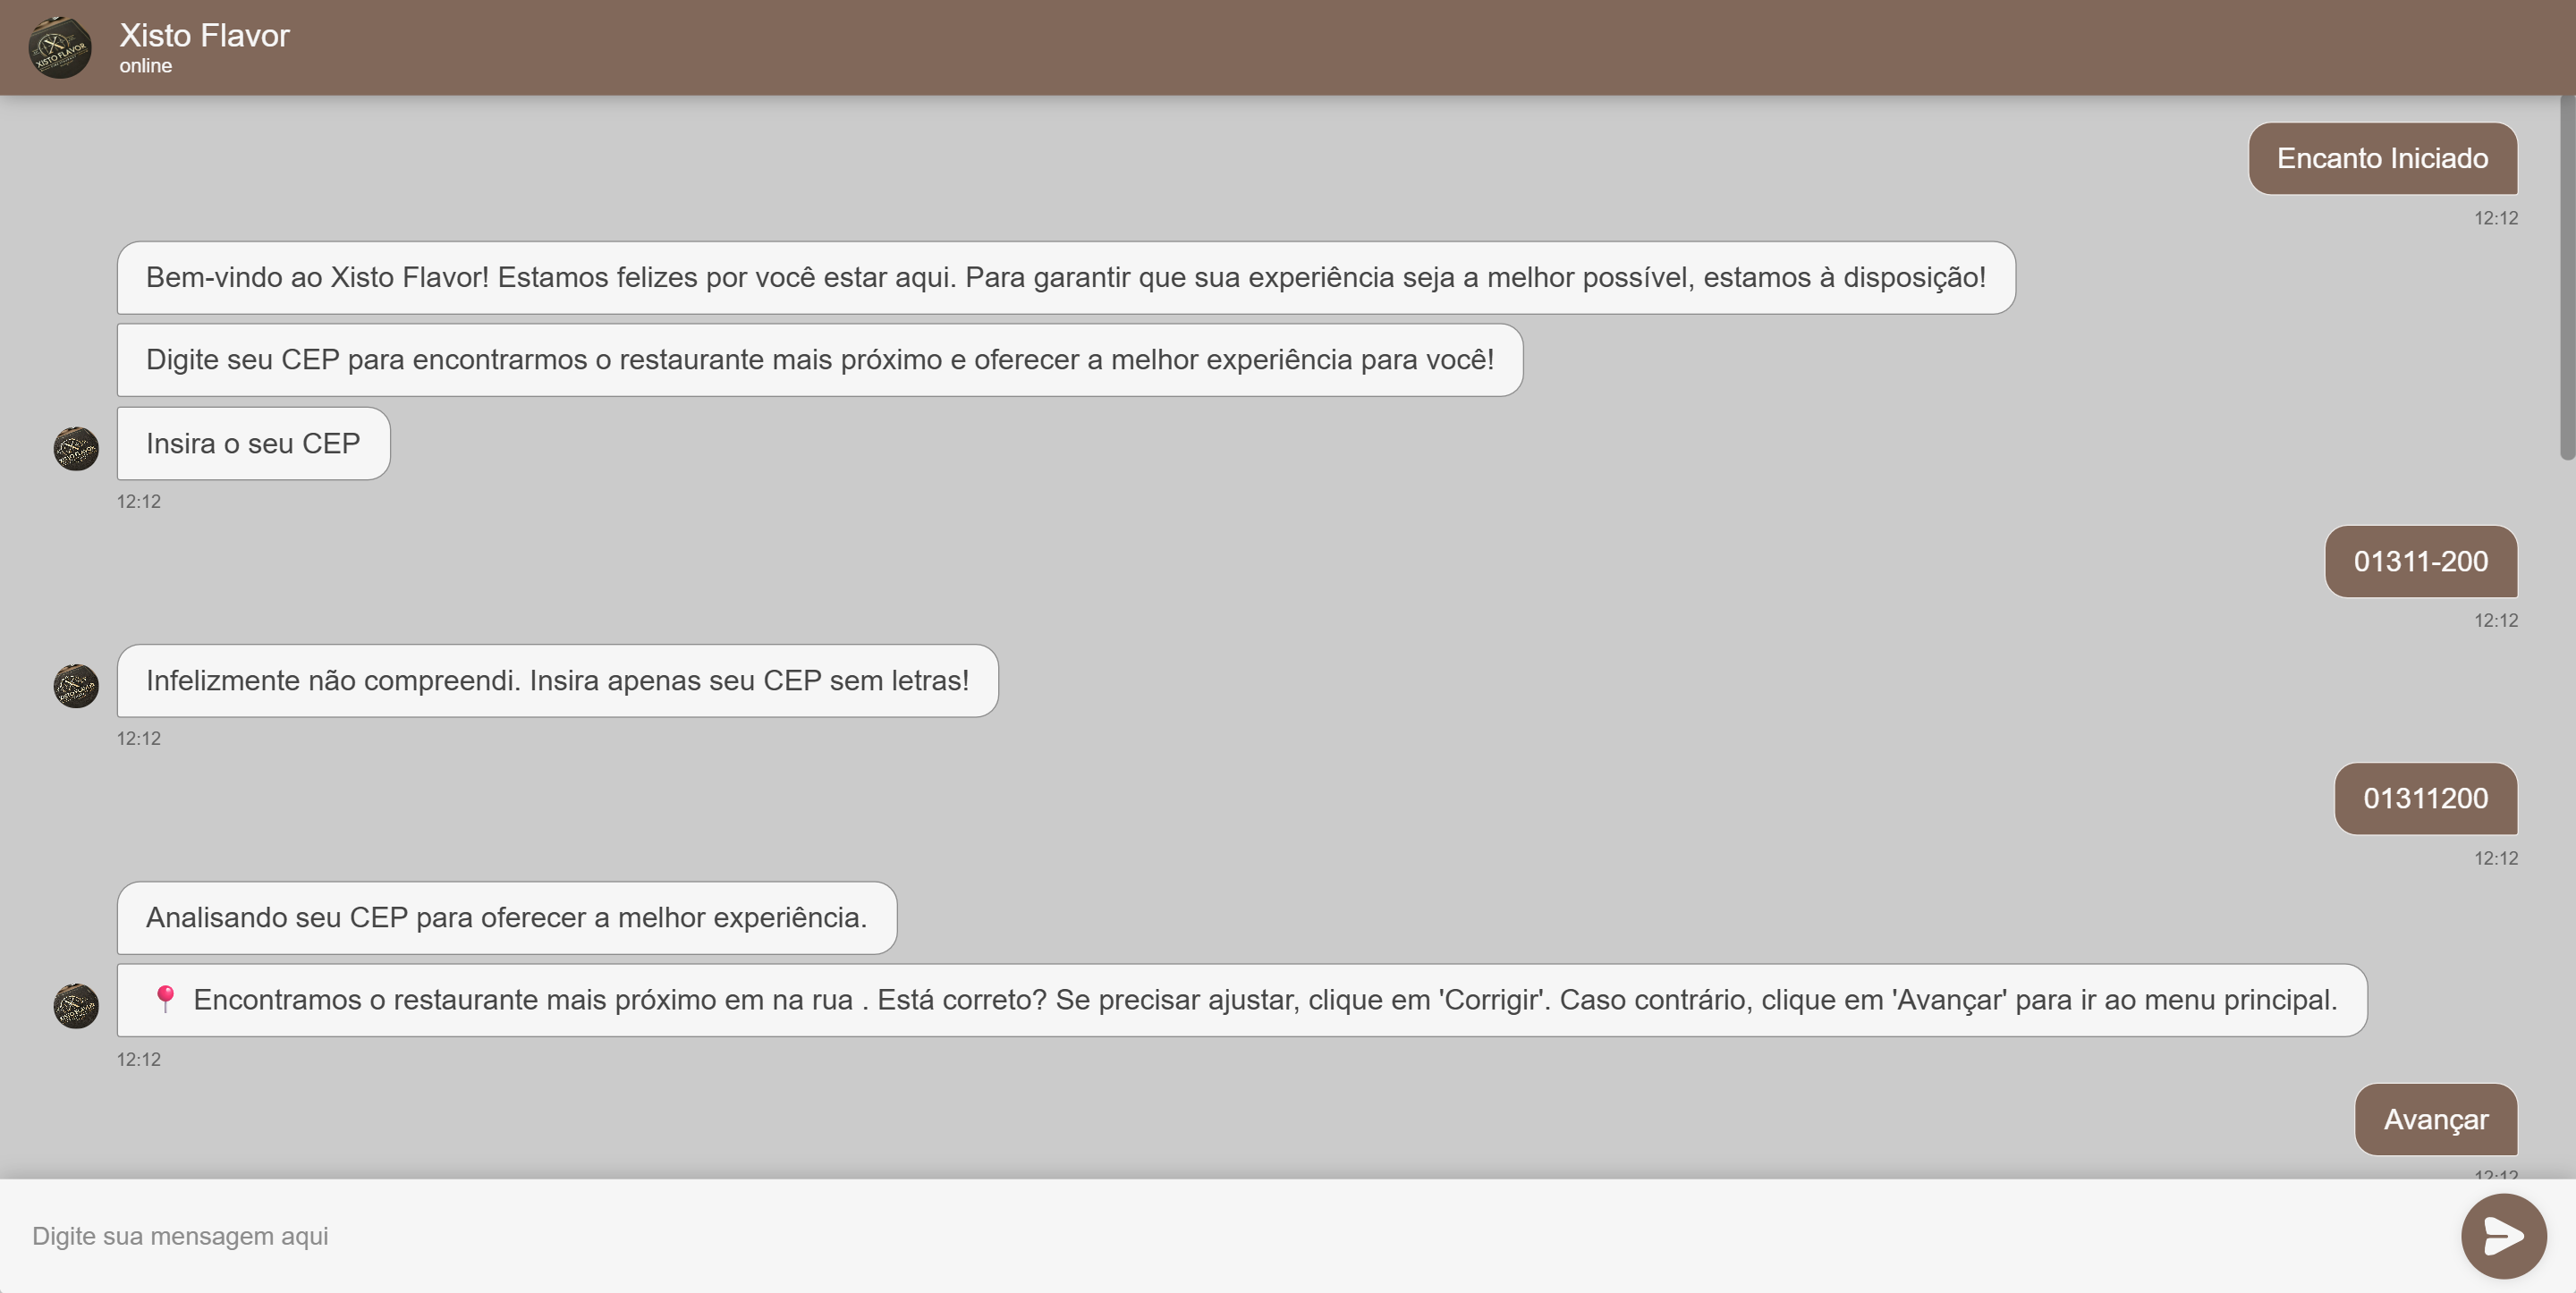 Xisto Flavor
online
Encanto Iniciado
12:12
Bem-vindo ao Xisto Flavor! Estamos felizes por você estar aqui. Para garantir que sua experiência seja a melhor possível, estamos à disposição!
Digite seu CEP para encontrarmos o restaurante mais próximo e oferecer a melhor experiência para você!
Insira o seu CEP
12:12
01311-200
12:12
Infelizmente não compreendi. Insira apenas seu CEP sem letras!
12:12
01311200
12:12
Analisando seu CEP para oferecer a melhor experiência.
📍 Encontramos o restaurante mais próximo em na rua . Está correto? Se precisar ajustar, clique em 'Corrigir'. Caso contrário, clique em 'Avançar' para ir ao menu principal.
12:12
Avançar
12:12
Digite sua mensagem aqui